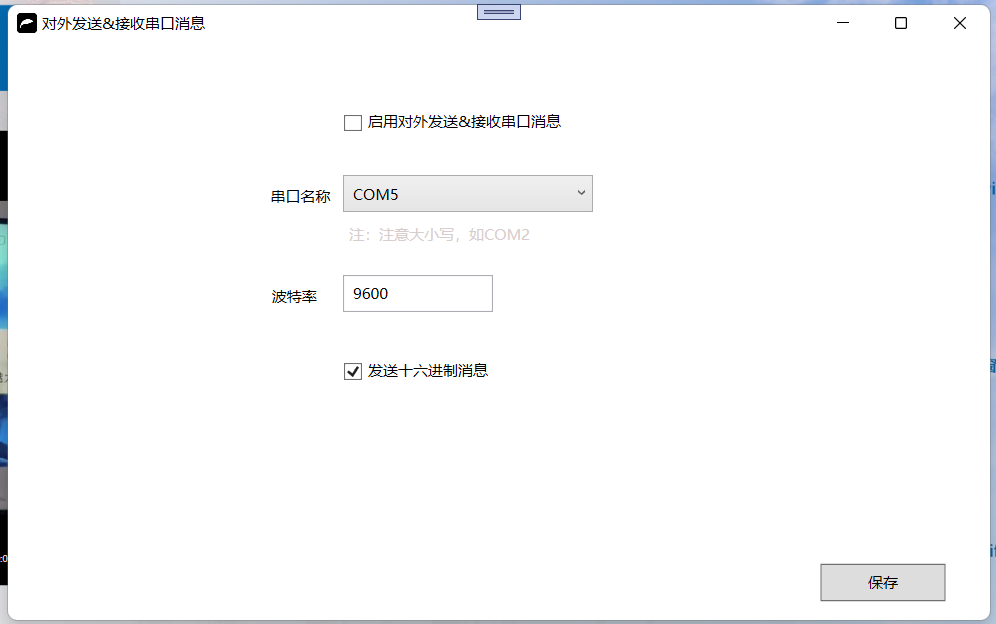 对外发送&接收串口消息
启用对外发送&接收串口消息
串口名称 COM5
注：注意大小写，如COM2
波特率 9600
发送十六进制消息
保存